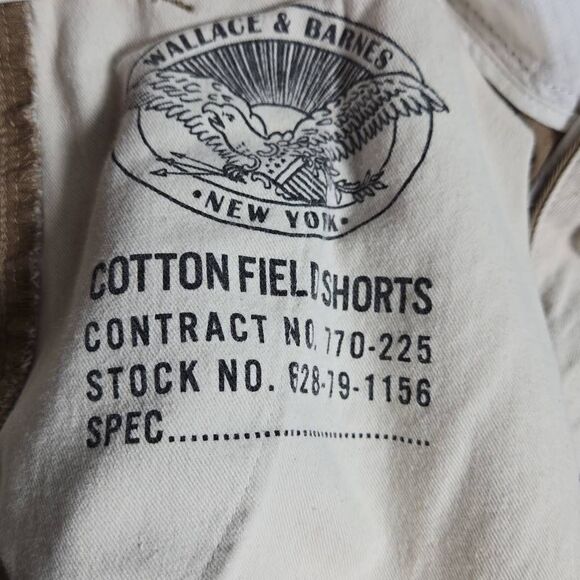 WALLACE & BARNES
• NEW YORK •
COTTON FIELD SHORTS
CONTRACT NO. 770-225
STOCK NO. 628-79-1156
SPEC..............................